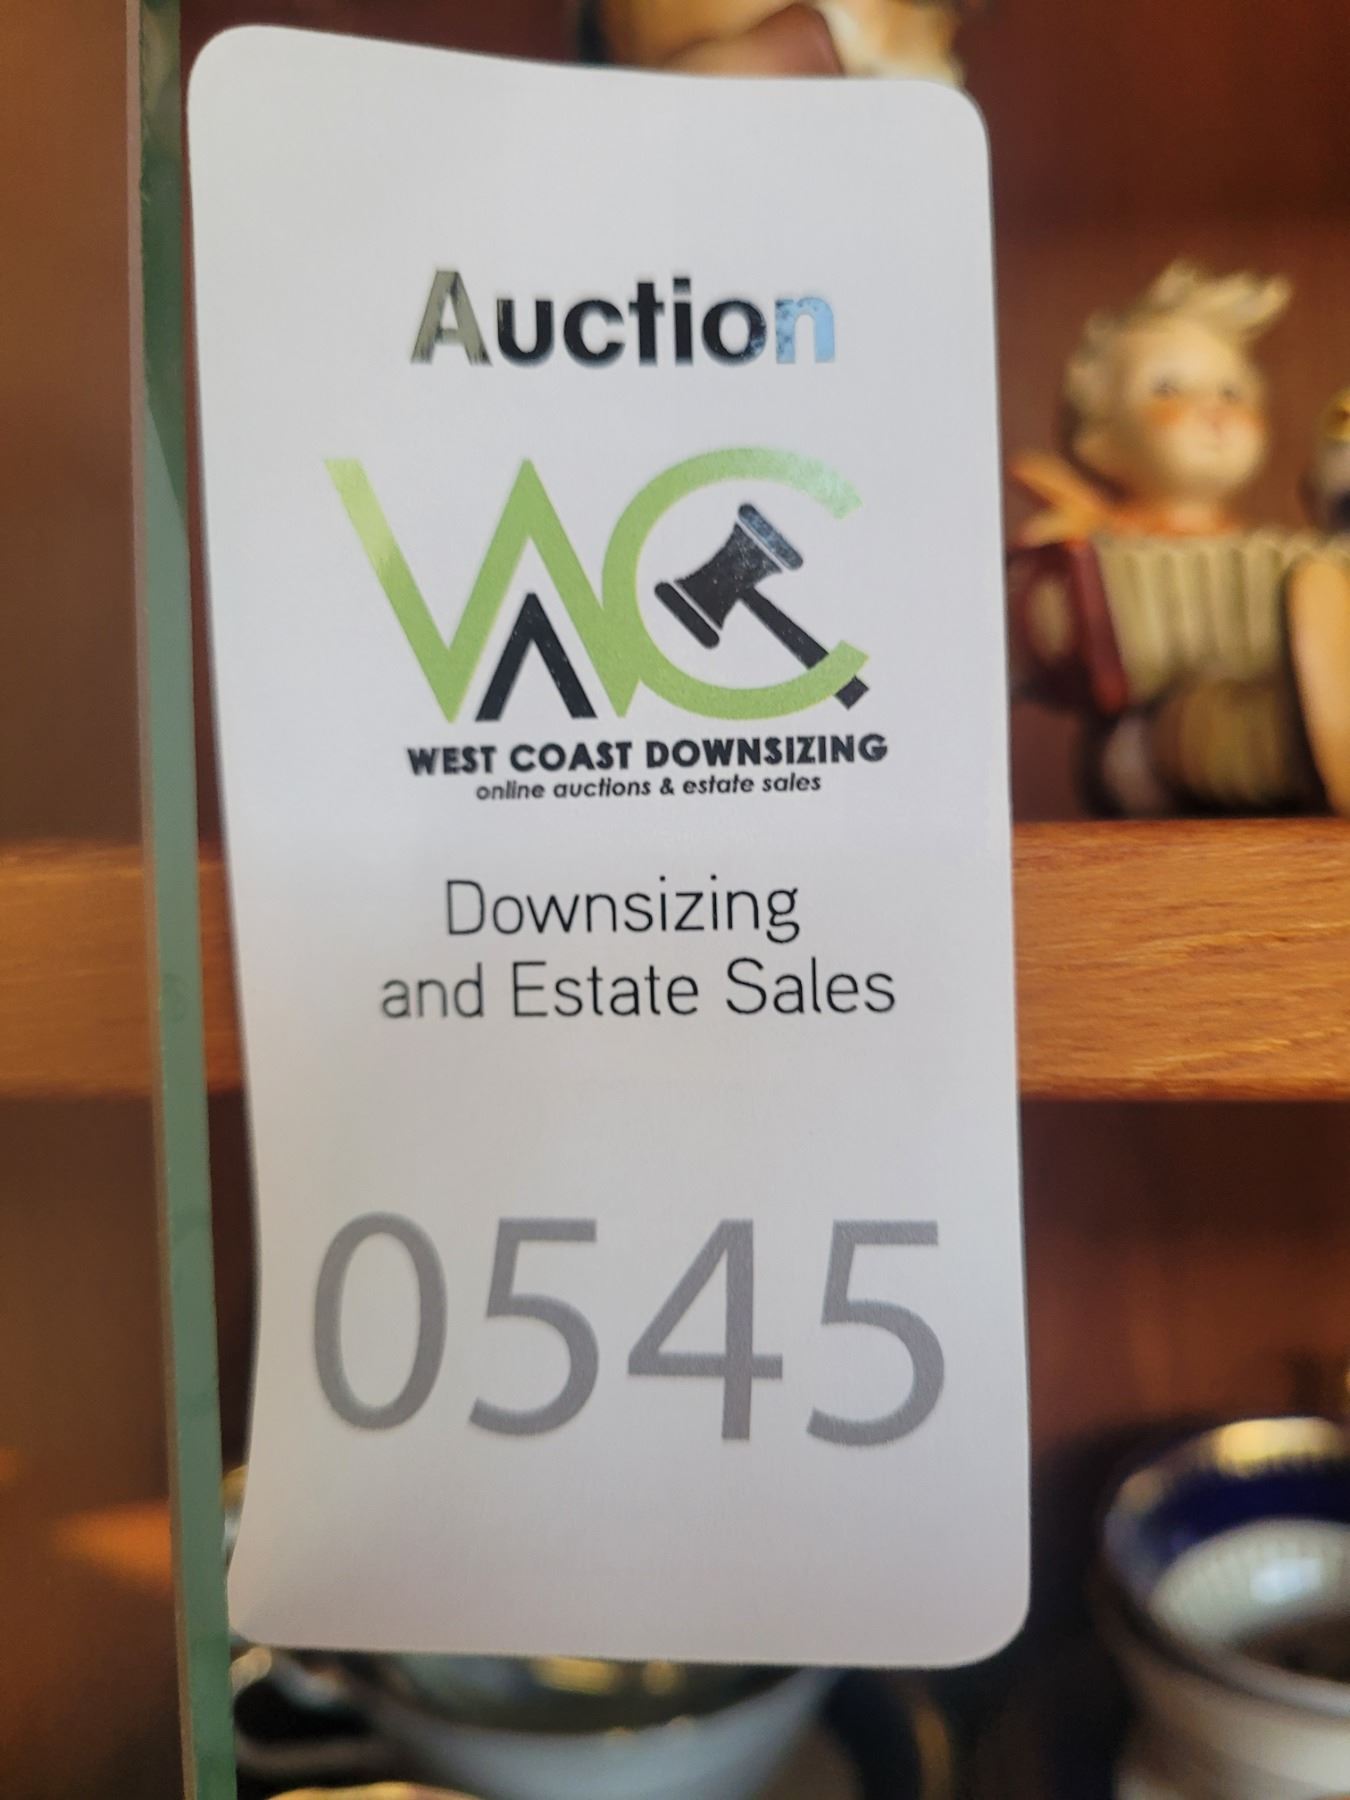 Auction
WC
WEST COAST DOWNSIZING
online auctions & estate sales
Downsizing
and Estate Sales
0545